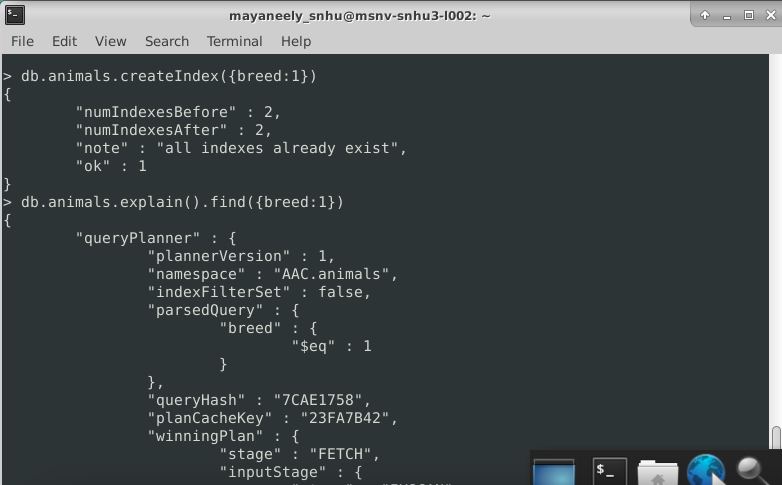 mayaneely_snhu@msnv-snhu3-l002: ~
File Edit View Search Terminal Help
> db.animals.createIndex({breed:1})
{
        "numIndexesBefore" : 2,
        "numIndexesAfter" : 2,
        "note" : "all indexes already exist",
        "ok" : 1
}
> db.animals.explain().find({breed:1})
{
        "queryPlanner" : {
                "plannerVersion" : 1,
                "namespace" : "AAC.animals",
                "indexFilterSet" : false,
                "parsedQuery" : {
                        "breed" : {
                                "$eq" : 1
                        }
                },
                "queryHash" : "7CAE1758",
                "planCacheKey" : "23FA7B42",
                "winningPlan" : {
                        "stage" : "FETCH",
                        "inputStage" : {